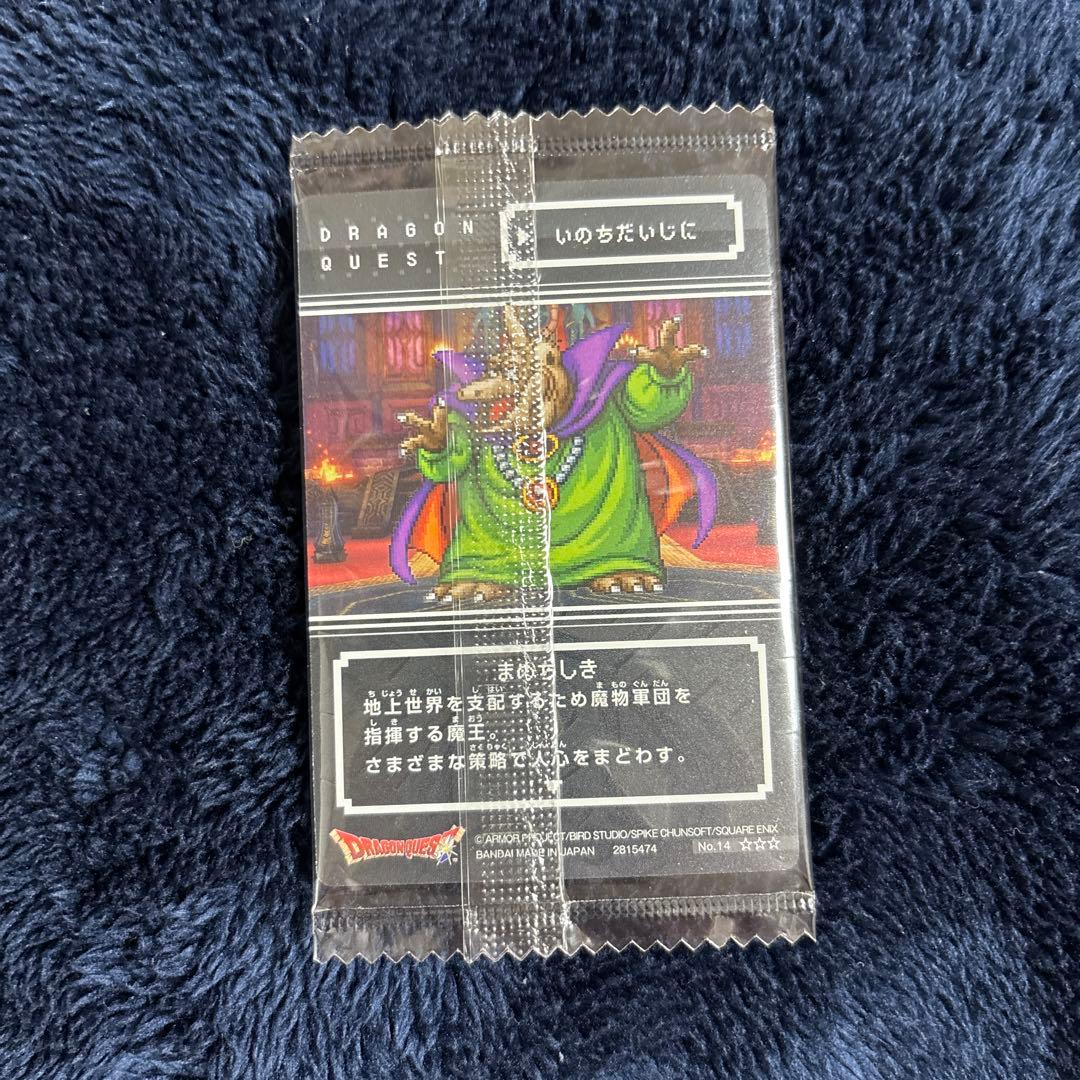 DRAGON
QUEST
いのちだいじに
まめちしき
地上世界を支配するため魔物軍団を
指揮する魔王。
さまざまな策略で人心をまどわす。
DRAGON QUEST
© ARMOR PROJECT/BIRD STUDIO/SPIKE CHUNSOFT/SQUARE ENIX
BANDAI MADE IN JAPAN 2815474 No.14 ☆☆☆